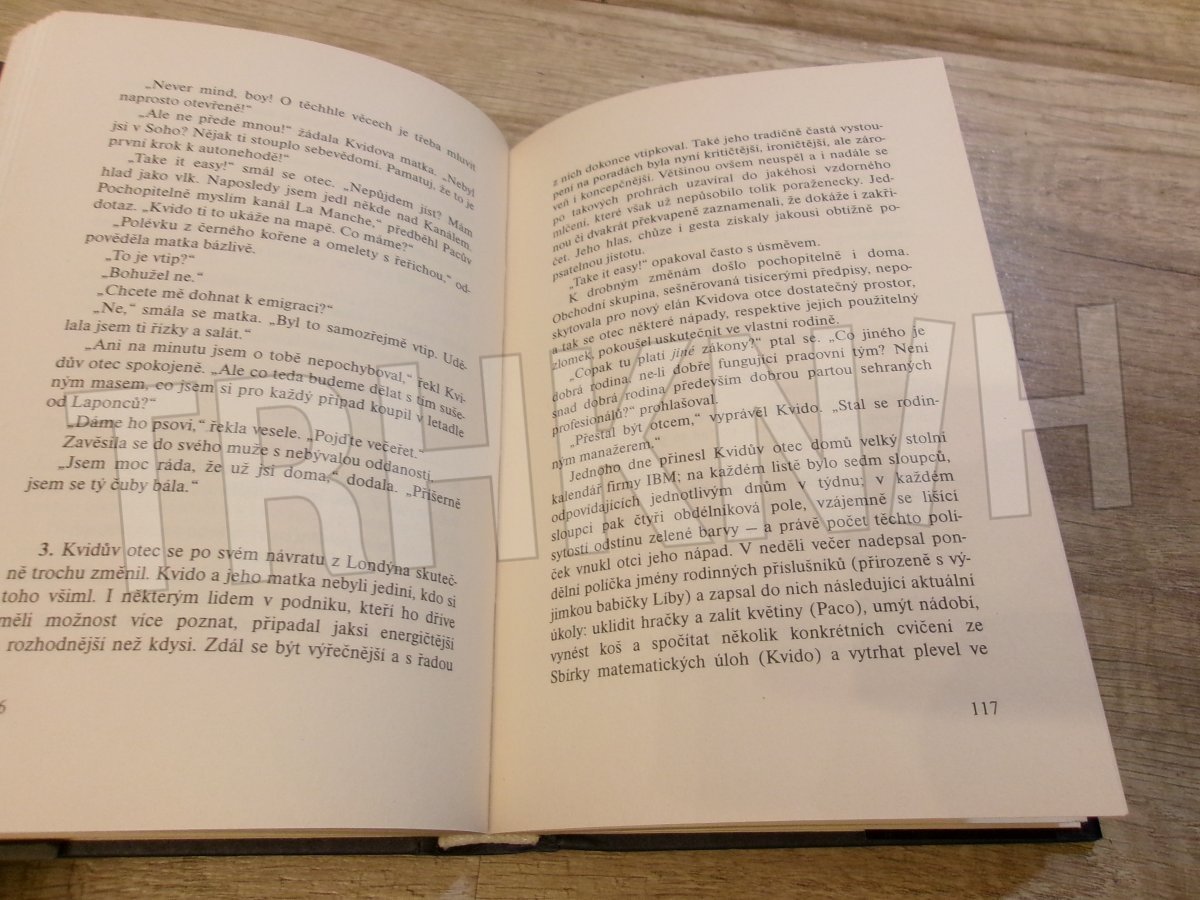 „Never mind, boy! O těchhle věcech je třeba mluvit
naprosto otevřeně!“
„Ale ne přede mnou!“ žádala Kvidova matka. „Nebyl
jsi v Soho? Nějak ti stouplo sebevědomí. Pamatuj, že to je
první krok k autonehodě!“
„Take it easy!“ smál se otec. „Nepůjdem jíst? Mám
hlad jako vlk. Naposledy jsem jedl někde nad Kanálem.
Pochopitelně myslím kanál La Manche,“ předběhl Pacův
dotaz. „Kvido ti to ukáže na mapě. Co máme?“
„Polévku z černého kořene a omelety s řeřichou,“ od-
pověděla matka bázlivě.
„To je vtip?“
„Bohužel ne.“
„Chcete mě dohnat k emigraci?“
„Ne,“ smála se matka. „Byl to samozřejmě vtip. Udě-
lala jsem ti řízky a salát.“
„Ani na minutu jsem o tobě nepochyboval,“ řekl Kvi-
dův otec spokojeně. „Ale co teda budeme dělat s tím suše-
ným masem, co jsem si pro každý případ koupil v letadle
od Laponců?“
„Dáme ho psovi,“ řekla vesele. „Pojďte večeřet.“
Zavěsila se do svého muže s nebývalou oddaností.
„Jsem moc ráda, že už jsi doma,“ dodala. „Příšerně
jsem se tý čuby bála.“
3. Kvidův otec se po svém návratu z Londýna skuteč-
ně trochu změnil. Kvido a jeho matka nebyli jediní, kdo si
toho všiml. I některým lidem v podniku, kteří ho dříve
měli možnost více poznat, připadal jaksi energičtější
rozhodnější než kdysi. Zdál se být výřečnější a s řadou
6
z nich dokonce vtipkoval. Také jeho tradičně častá vystou-
pení na poradách byla nyní kritičtější, ironičtější, ale záro-
veň i koncepčnější. Většinou ovšem neuspěl a i nadále se
po takových prohrách uzavíral do jakéhosi vzdorného
mlčení, které však už nepůsobilo tolik poraženecky. Jed-
nou či dvakrát překvapeně zaznamenali, že dokáže i zakři-
čet. Jeho hlas, chůze i gesta získaly jakousi obtížně po-
psatelnou jistotu.
„Take it easy!“ opakoval často s úsměvem.
K drobným změnám došlo pochopitelně i doma.
Obchodní skupina, sešněrovaná tisícerými předpisy, nepo-
skytovala pro nový elán Kvidova otce dostatečný prostor,
a tak se otec některé nápady, respektive jejich použitelný
zlomek, pokoušel uskutečnit ve vlastní rodině.
„Copak tu platí jiné zákony?“ ptal se. „Co jiného je
dobrá rodina, ne-li dobře fungující pracovní tým? Není
snad dobrá rodina především dobrou partou sehraných
profesionálů?“ prohlašoval.
„Přestal být otcem,“ vyprávěl Kvido. „Stal se rodin-
ným manažerem.“
Jednoho dne přinesl Kvidův otec domů velký stolní
kalendář firmy IBM; na každém listě bylo sedm sloupců,
odpovídajících jednotlivým dnům v týdnu; v každém
sloupci pak čtyři obdélníková pole, vzájemně se lišící
sytostí odstínu zelené barvy — a právě počet těchto polí-
ček vnukl otci jeho nápad. V neděli večer nadepsal pon-
dělní políčka jmény rodinných příslušníků (přirozeně s vý-
jimkou babičky Líby) a zapsal do nich následující aktuální
úkoly: uklidit hračky a zalít květiny (Paco), umýt nádobí,
vynést koš a spočítat několik konkrétních cvičení ze
Sbírky matematických úloh (Kvido) a vytrhat plevel ve
117
TRHKNIH